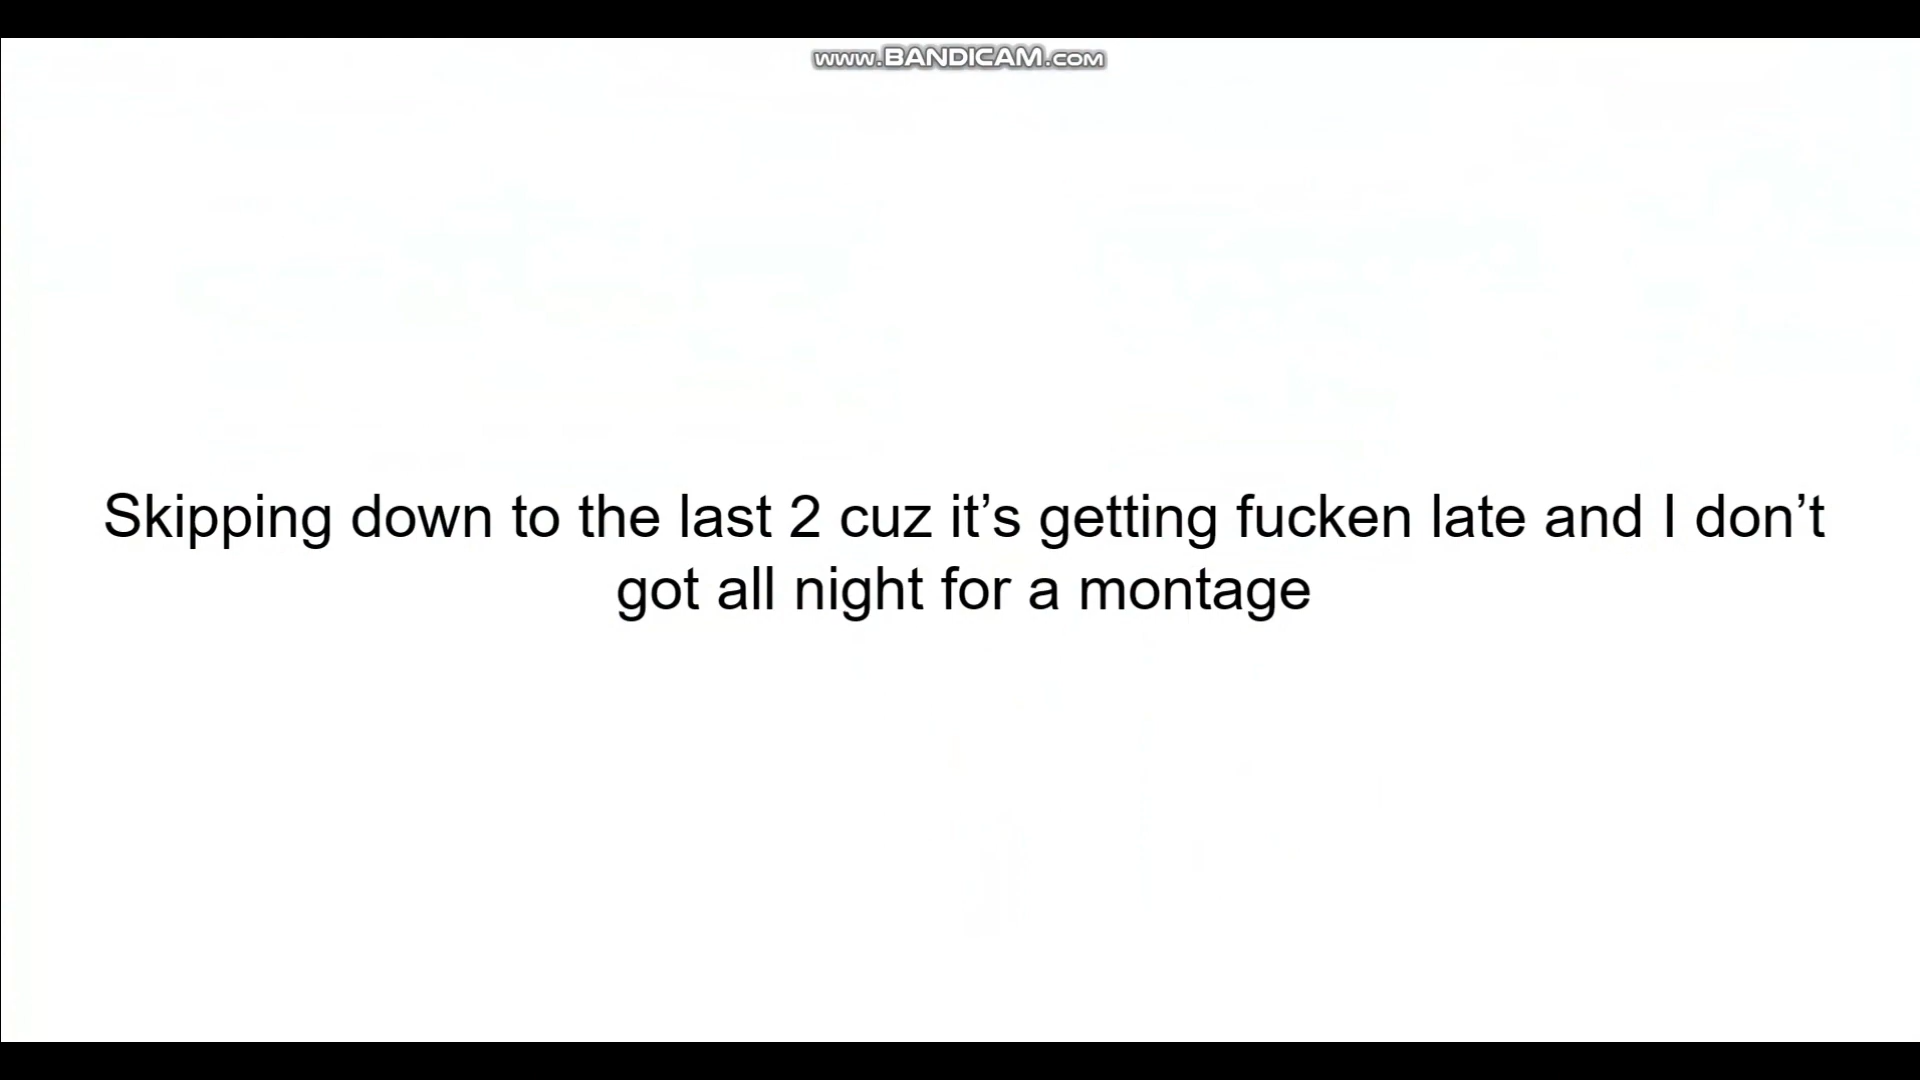 www.BANDICAM.com
Skipping down to the last 2 cuz it’s getting fucken late and I don’t
got all night for a montage